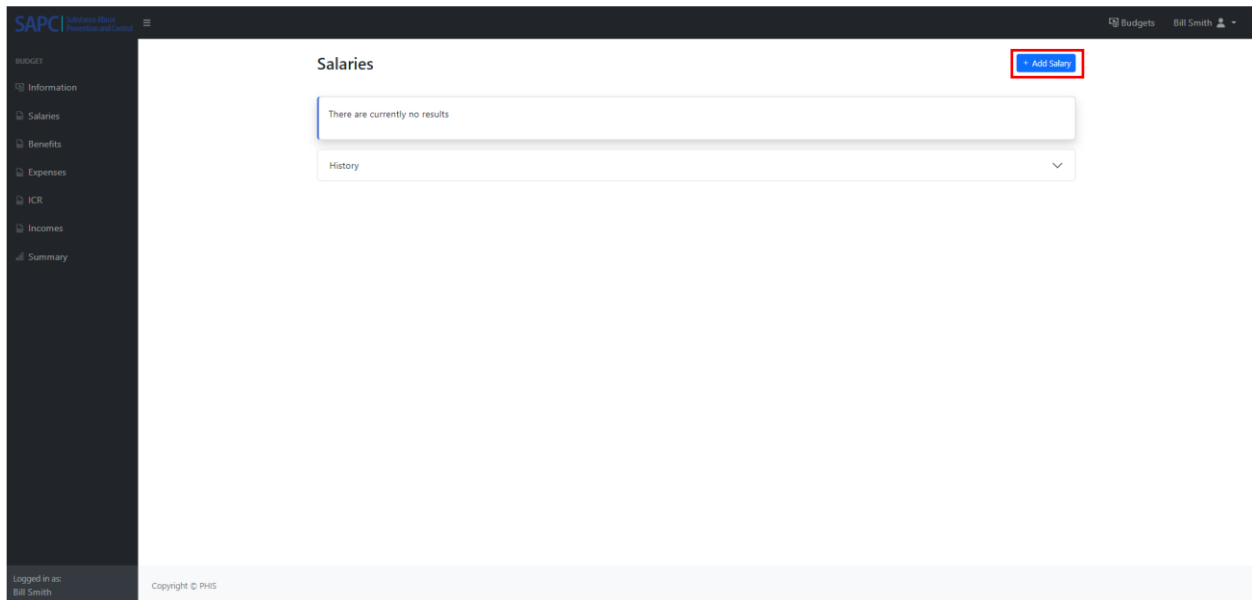 SAPC Substance Abuse
Prevention and Control
Budgets
Bill Smith
BUDGET
Information
Salaries
Benefits
Expenses
ICR
Incomes
Summary
Logged in as:
Bill Smith
Salaries
+ Add Salary
There are currently no results
History
Copyright © PHIS